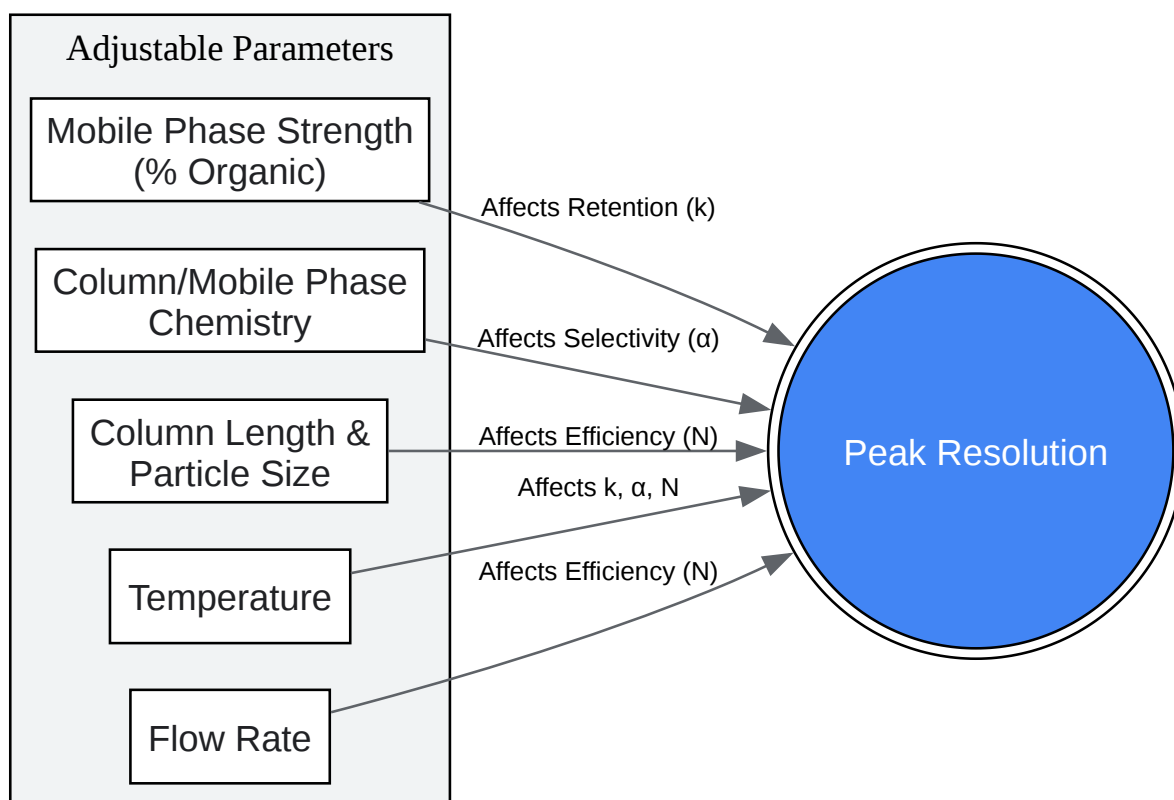 Adjustable Parameters
Mobile Phase Strength
(% Organic)
Affects Retention (k)
Column/Mobile Phase
Chemistry
Affects Selectivity (α)
Column Length &
Particle Size
Affects Efficiency (N)
Peak Resolution
Affects k, α, N
Temperature
Affects Efficiency (N)
Flow Rate